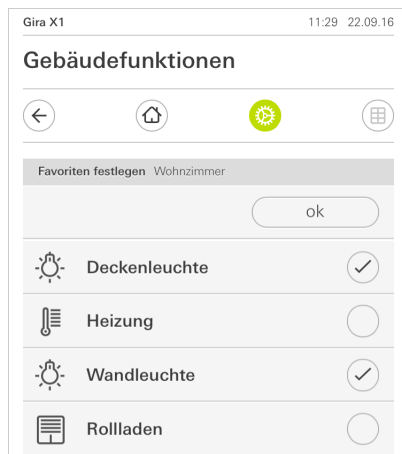 Gira X1 11:29 22.09.16
Gebäudefunktionen
Favoriten festlegen Wohnzimmer
ok
Deckenleuchte
Heizung
Wandleuchte
Rollladen